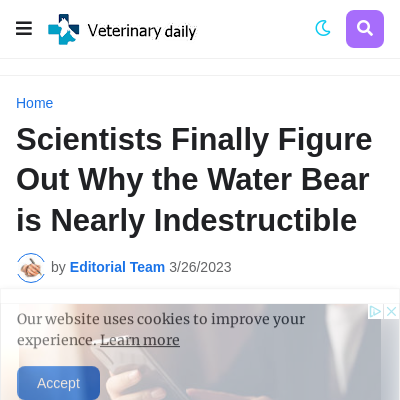 Veterinary daily
Home
Scientists Finally Figure
Out Why the Water Bear
is Nearly Indestructible
by Editorial Team 3/26/2023
Our website uses cookies to improve your
experience. Learn more
Accept